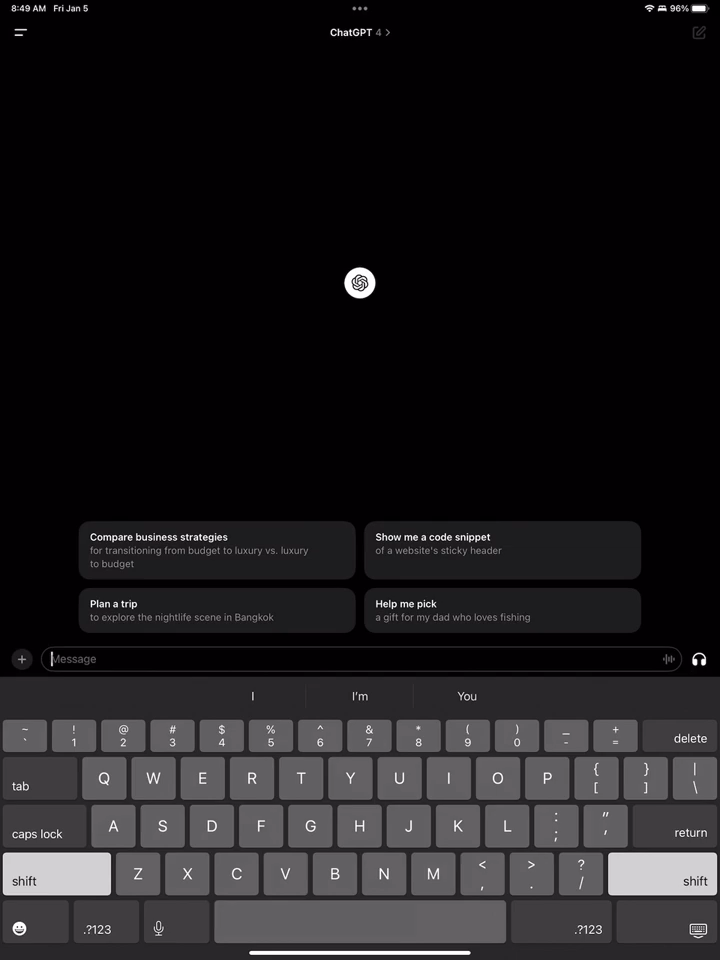 8:49 AM Fri Jan 5
96%
ChatGPT 4 >
Compare business strategies
for transitioning from budget to luxury vs. luxury
to budget
Show me a code snippet
of a website's sticky header
Plan a trip
to explore the nightlife scene in Bangkok
Help me pick
a gift for my dad who loves fishing
Message
I I'm You
~ ! @ # $ % ^ & * ( ) _ +
` 1 2 3 4 5 6 7 8 9 0 - = delete
tab Q W E R T Y U I O P { } |
[ ] \
caps lock A S D F G H J K L : "
; ' return
shift Z X C V B N M < > ? shift
, . /
.?123 .?123